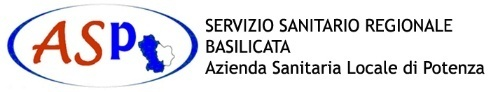 ASP
SERVIZIO SANITARIO REGIONALE
BASILICATA
Azienda Sanitaria Locale di Potenza